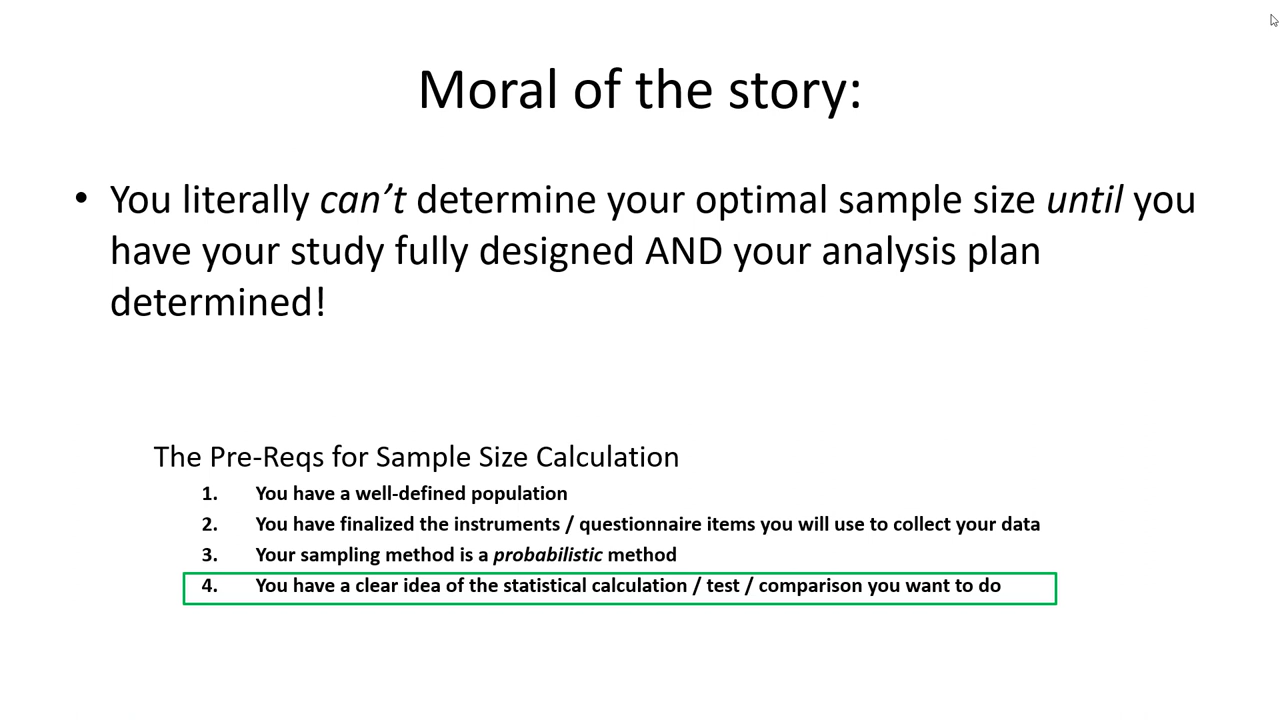 Moral of the story:
• You literally can’t determine your optimal sample size until you
have your study fully designed AND your analysis plan
determined!
The Pre-Reqs for Sample Size Calculation
1. You have a well-defined population
2. You have finalized the instruments / questionnaire items you will use to collect your data
3. Your sampling method is a probabilistic method
4. You have a clear idea of the statistical calculation / test / comparison you want to do